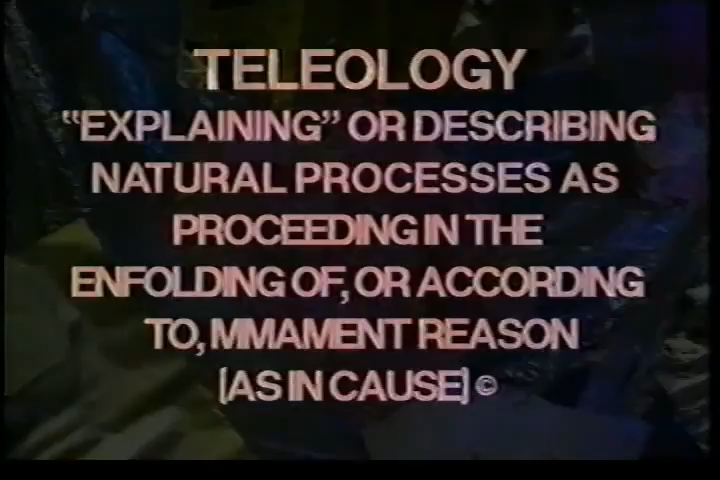 TELEOLOGY
“EXPLAINING” OR DESCRIBING
NATURAL PROCESSES AS
PROCEEDING IN THE
ENFOLDING OF, OR ACCORDING
TO, MMAMENT REASON
[AS IN CAUSE] ©